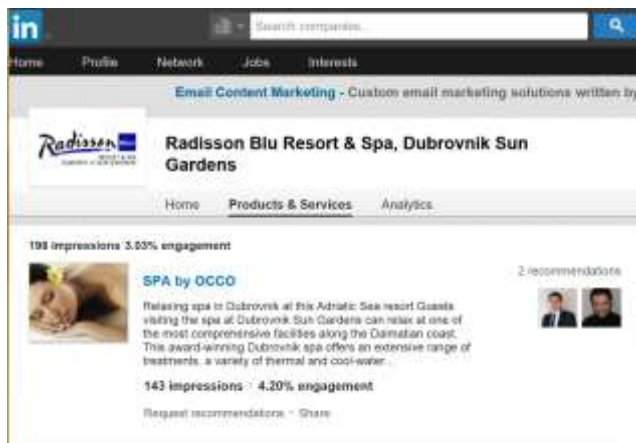 in
Search companies...
Home Profile Network Jobs Interests
Email Content Marketing - Custom email marketing solutions written by
Radisson Blu
Radisson Blu Resort & Spa, Dubrovnik Sun
Gardens
Home Products & Services Analytics
198 impressions 3.03% engagement
SPA by OCCO
2 recommendations
Relaxing spa in Dubrovnik at this Adriatic Sea resort Guests
visiting the spa at Dubrovnik Sun Gardens can relax at one of
the most comprehensive facilities along the Dalmatian coast.
This award-winning Dubrovnik spa offers an extensive range of
treatments, a variety of thermal and cool-water...
143 impressions · 4.20% engagement
Request recommendations · Share